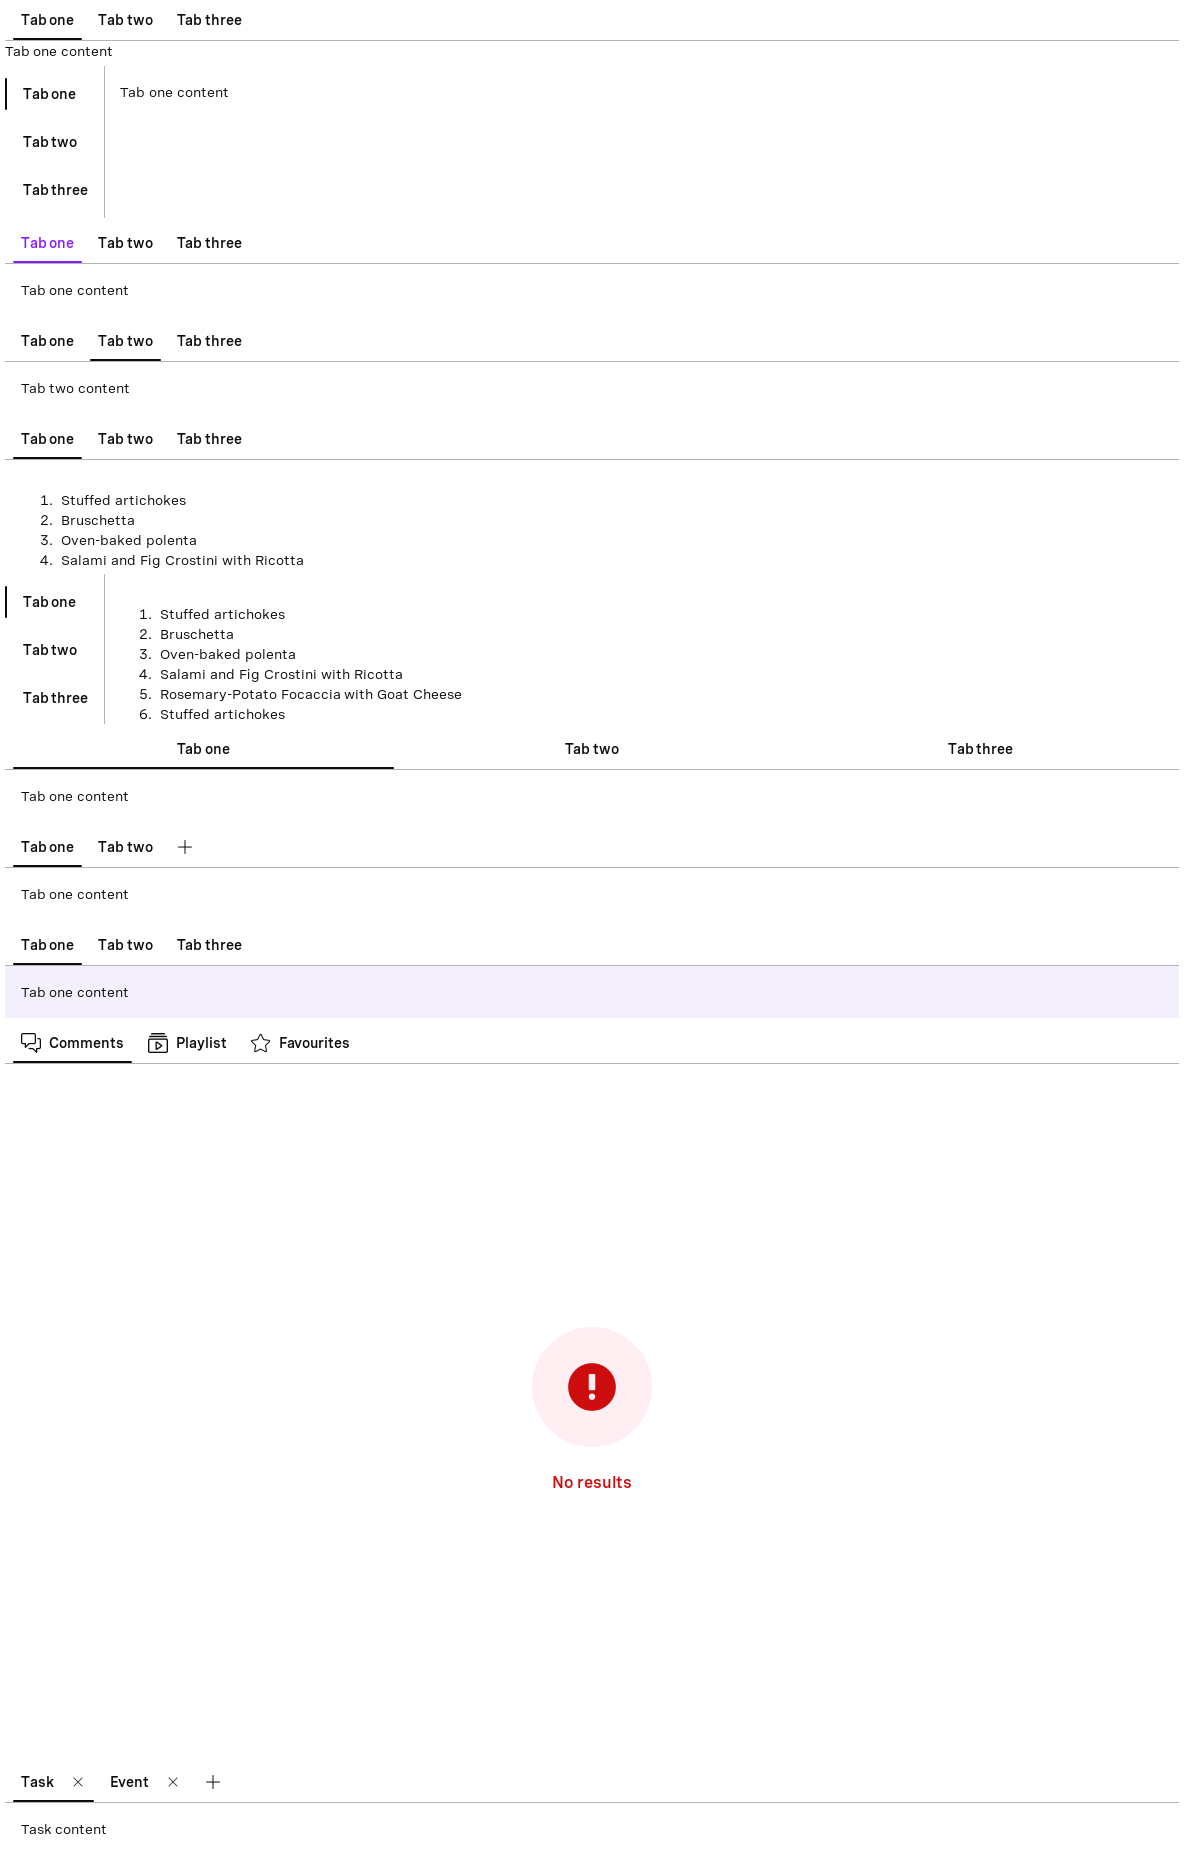 Tab one Tab two Tab three
Tab one content
Tab one
Tab one content
Tab two
Tab three
Tab one Tab two Tab three
Tab one content
Tab one Tab two Tab three
Tab two content
Tab one Tab two Tab three
1. Stuffed artichokes
2. Bruschetta
3. Oven-baked polenta
4. Salami and Fig Crostini with Ricotta
Tab one
Tab two
Tab three
1. Stuffed artichokes
2. Bruschetta
3. Oven-baked polenta
4. Salami and Fig Crostini with Ricotta
5. Rosemary-Potato Focaccia with Goat Cheese
6. Stuffed artichokes
Tab one Tab two Tab three
Tab one content
Tab one Tab two
Tab one content
Tab one Tab two Tab three
Tab one content
Comments Playlist Favourites
No results
Task Event
Task content